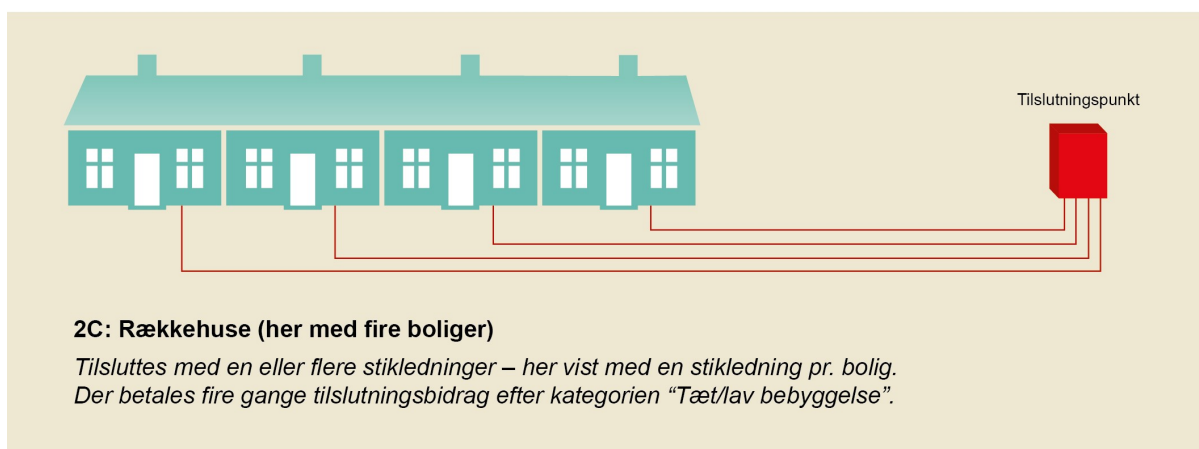 Tilslutningspunkt
2C: Rækkehuse (her med fire boliger)
Tilsluttes med en eller flere stikledninger – her vist med en stikledning pr. bolig.
Der betales fire gange tilslutningsbidrag efter kategorien “Tæt/lav bebyggelse”.